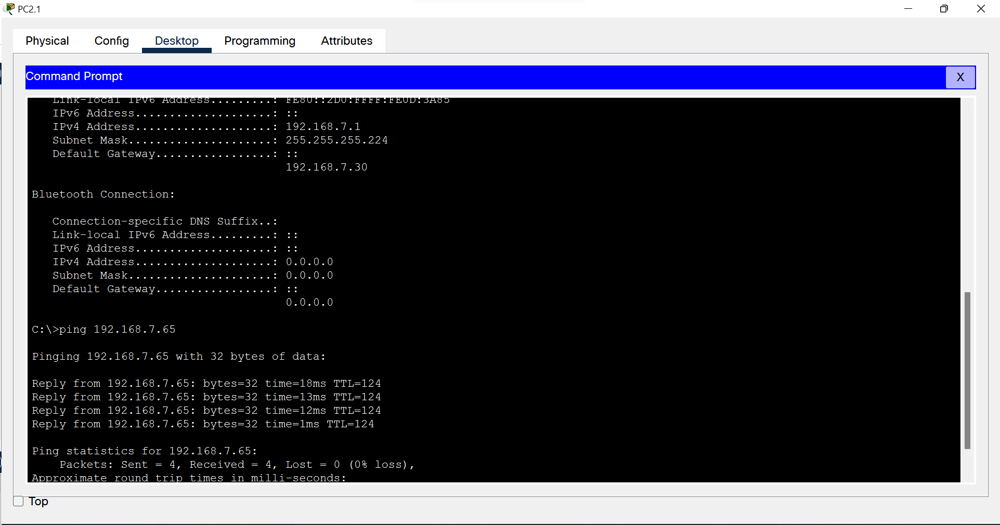 PC2.1
Physical Config Desktop Programming Attributes
Command Prompt
X
Link-local IPv6 Address.........: FE80::2D0:FFFF:FE0D:3A85
IPv6 Address....................: ::
IPv4 Address....................: 192.168.7.1
Subnet Mask.....................: 255.255.255.224
Default Gateway.................: ::
192.168.7.30
Bluetooth Connection:
Connection-specific DNS Suffix..:
Link-local IPv6 Address.........: ::
IPv6 Address....................: ::
IPv4 Address....................: 0.0.0.0
Subnet Mask.....................: 0.0.0.0
Default Gateway.................: ::
0.0.0.0
C:\>ping 192.168.7.65
Pinging 192.168.7.65 with 32 bytes of data:
Reply from 192.168.7.65: bytes=32 time=18ms TTL=124
Reply from 192.168.7.65: bytes=32 time=13ms TTL=124
Reply from 192.168.7.65: bytes=32 time=12ms TTL=124
Reply from 192.168.7.65: bytes=32 time=1ms TTL=124
Ping statistics for 192.168.7.65:
Packets: Sent = 4, Received = 4, Lost = 0 (0% loss),
Approximate round trip times in milli-seconds:
Top